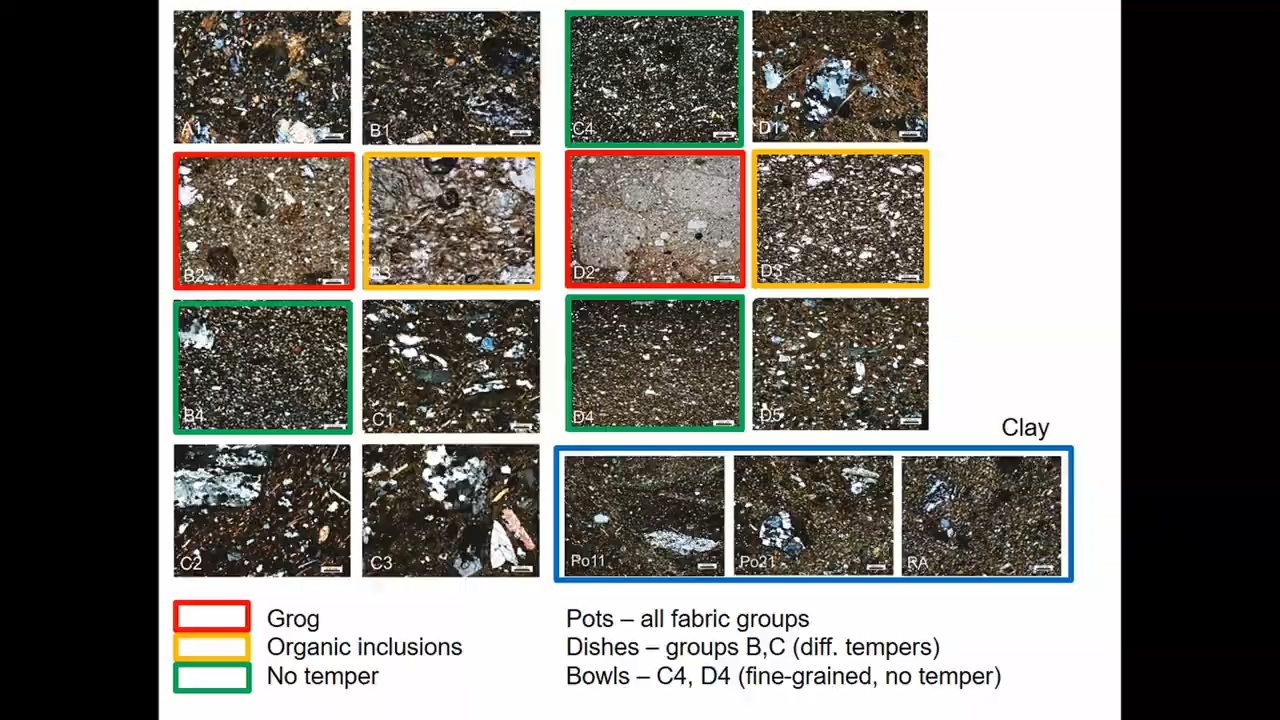 A1
B1
C4
D1
B2
B3
D2
D3
B4
C1
D4
D5
Clay
C2
C3
Po11
Po21
RA
Grog
Organic inclusions
No temper
Pots – all fabric groups
Dishes – groups B,C (diff. tempers)
Bowls – C4, D4 (fine-grained, no temper)